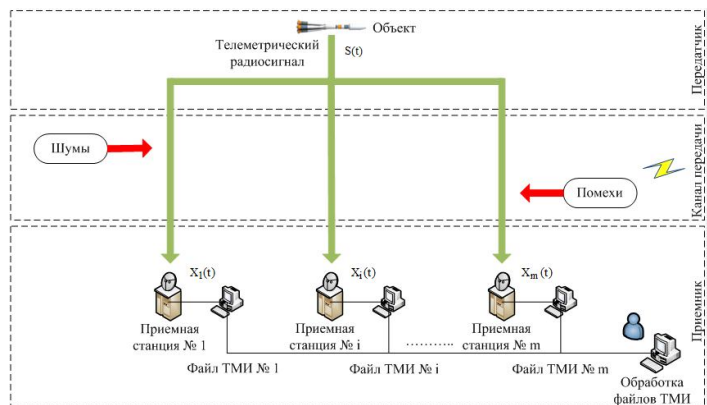 Объект
Телеметрический
радиосигнал
S(t)
Передатчик
Шумы
Помехи
Канал передачи
X1(t)
Xi(t)
Xm(t)
Приемная
станция № 1
Приемная
станция № i
..........
Приемная
станция № m
Файл ТМИ № 1
Файл ТМИ № i
Файл ТМИ № m
Обработка
файлов ТМИ
Приемник